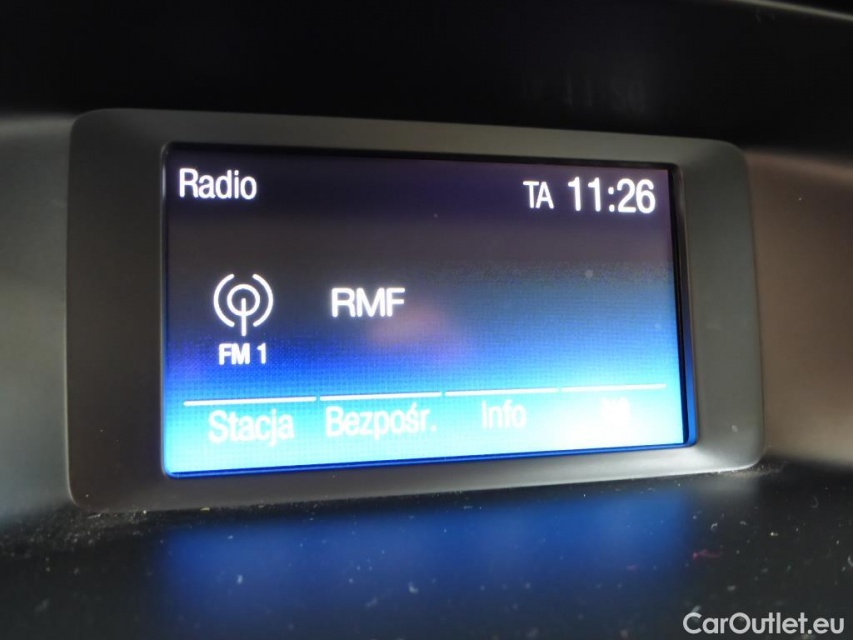 Radio
TA 11:26
RMF
FM 1
Stacja Bezpośr. Info
CarOutlet.eu